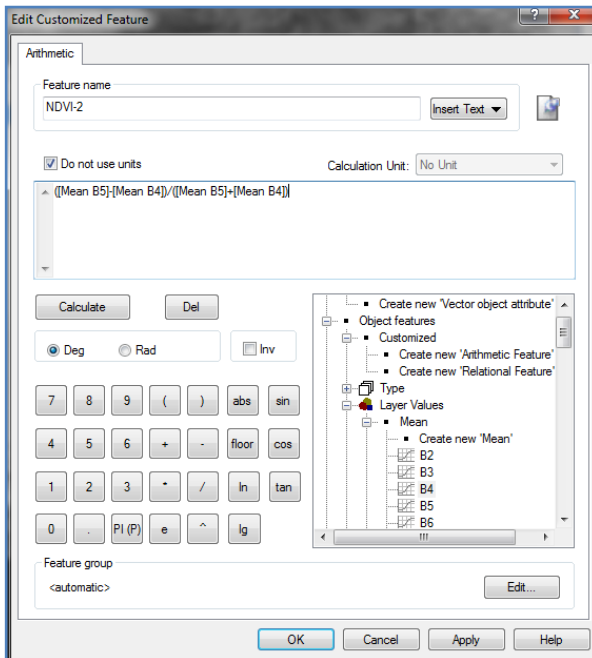 Edit Customized Feature
Arithmetic
Feature name
NDVI-2
Insert Text
Do not use units
Calculation Unit: No Unit
([Mean B5]-[Mean B4])/([Mean B5]+[Mean B4])
Calculate Del
Deg Rad Inv
7 8 9 ( ) abs sin
4 5 6 + - floor cos
1 2 3 * / ln tan
0 . PI (P) e ^ lg
Create new 'Vector object attribute'
Object features
Customized
Create new 'Arithmetic Feature'
Create new 'Relational Feature'
Type
Layer Values
Mean
Create new 'Mean'
B2
B3
B4
B5
B6
Feature group
<automatic>
Edit...
OK Cancel Apply Help